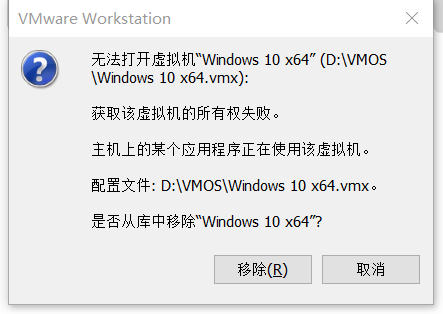 VMware Workstation
无法打开虚拟机“Windows 10 x64” (D:\VMOS
\Windows 10 x64.vmx):
获取该虚拟机的所有权失败。
主机上的某个应用程序正在使用该虚拟机。
配置文件: D:\VMOS\Windows 10 x64.vmx。
是否从库中移除“Windows 10 x64”?
移除(R)
取消